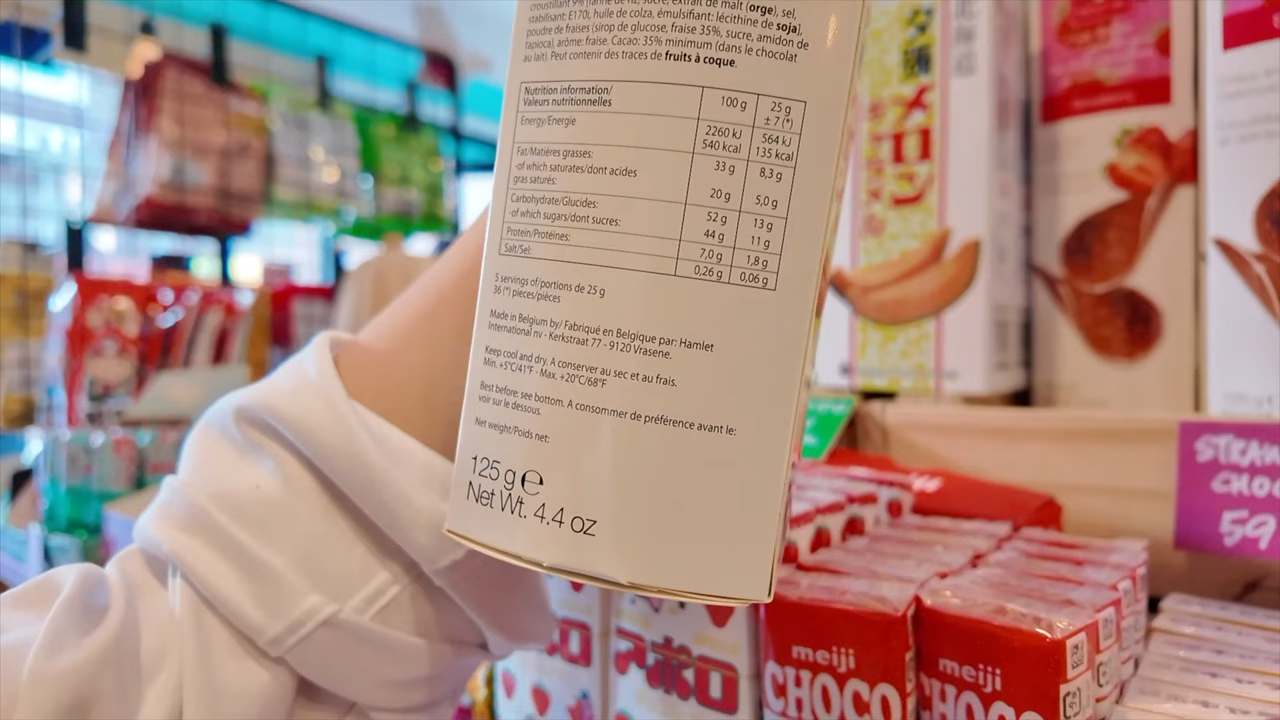 croustillant 9% [farine de riz, sucre, extrait de malt (orge), sel,
stabilisant: E170i, huile de colza, émulsifiant: lécithine de soja],
poudre de fraises (sirop de glucose, fraise 35%, sucre, amidon de
tapioca), arôme: fraise. Cacao: 35% minimum (dans le chocolat
au lait). Peut contenir des traces de fruits à coque.
Nutrition information/ 100 g 25 g
Valeurs nutritionnelles ± 7 (*)
Energy/Energie 2260 kJ 564 kJ
540 kcal 135 kcal
Fat/Matières grasses: 33 g 8,3 g
-of which saturates/dont acides
gras saturés: 20 g 5,0 g
Carbohydrate/Glucides: 52 g 13 g
-of which sugars/dont sucres: 44 g 11 g
Protein/Protéines: 7,0 g 1,8 g
Salt/Sel: 0,26 g 0,06 g
5 servings of/portions de 25 g
36 (*) pieces/pièces
Made in Belgium by/ Fabriqué en Belgique par: Hamlet
International nv - Kerkstraat 77 - 9120 Vrasene.
Keep cool and dry. A conserver au sec et au frais.
Min. +5°C/41°F - Max. +20°C/68°F
Best before: see bottom. A consommer de préférence avant le:
voir sur le dessous.
Net weight/Poids net:
125 g ℮
Net Wt. 4.4 oz
メロン
アポロ
meiji
CHOCO
meiji
CHOCO
STRAW
CHOC
59